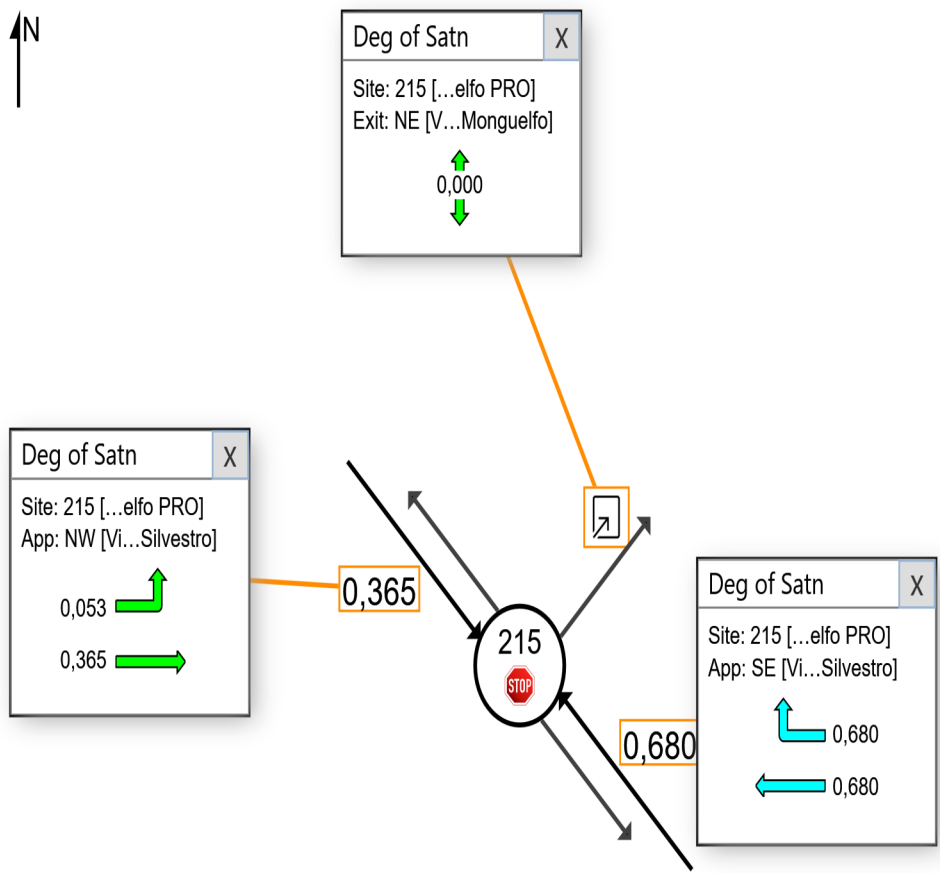 N
Deg of Satn X
Site: 215 [...elfo PRO]
Exit: NE [V...Monguelfo]
0,000
Deg of Satn X
Site: 215 [...elfo PRO]
App: NW [Vi...Silvestro]
0,053
0,365
0,365
215
STOP
0,680
Deg of Satn X
Site: 215 [...elfo PRO]
App: SE [Vi...Silvestro]
0,680
0,680